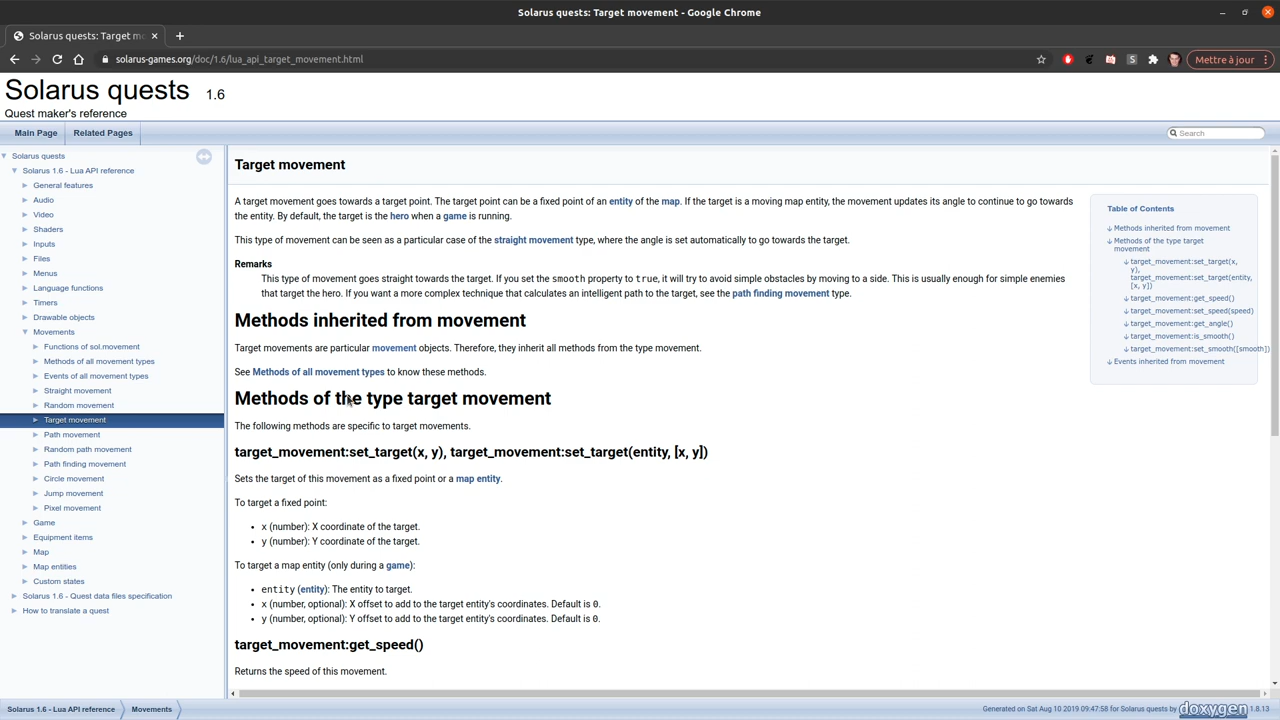 Solarus quests: Target movement - Google Chrome
Solarus quests: Target m
solarus-games.org/doc/1.6/lua_api_target_movement.html
Mettre à jour
Solarus quests 1.6
Quest maker's reference
Main Page
Related Pages
Search
Solarus quests
Solarus 1.6 - Lua API reference
General features
Audio
Video
Shaders
Inputs
Files
Menus
Language functions
Timers
Drawable objects
Movements
Functions of sol.movement
Methods of all movement types
Events of all movement types
Straight movement
Random movement
Target movement
Path movement
Random path movement
Path finding movement
Circle movement
Jump movement
Pixel movement
Game
Equipment items
Map
Map entities
Custom states
Solarus 1.6 - Quest data files specification
How to translate a quest
Target movement
A target movement goes towards a target point. The target point can be a fixed point of an entity of the map. If the target is a moving map entity, the movement updates its angle to continue to go towards
the entity. By default, the target is the hero when a game is running.
This type of movement can be seen as a particular case of the straight movement type, where the angle is set automatically to go towards the target.
Remarks
This type of movement goes straight towards the target. If you set the smooth property to true, it will try to avoid simple obstacles by moving to a side. This is usually enough for simple enemies
that target the hero. If you want a more complex technique that calculates an intelligent path to the target, see the path finding movement type.
Methods inherited from movement
Target movements are particular movement objects. Therefore, they inherit all methods from the type movement.
See Methods of all movement types to know these methods.
Methods of the type target movement
The following methods are specific to target movements.
target_movement:set_target(x, y), target_movement:set_target(entity, [x, y])
Sets the target of this movement as a fixed point or a map entity.
To target a fixed point:
• x (number): X coordinate of the target.
• y (number): Y coordinate of the target.
To target a map entity (only during a game):
• entity (entity): The entity to target.
• x (number, optional): X offset to add to the target entity's coordinates. Default is 0.
• y (number, optional): Y offset to add to the target entity's coordinates. Default is 0.
target_movement:get_speed()
Returns the speed of this movement.
Table of Contents
↓ Methods inherited from movement
↓ Methods of the type target
movement
↓ target_movement:set_target(x,
y),
target_movement:set_target(entity,
[x, y])
↓ target_movement:get_speed()
↓ target_movement:set_speed(speed)
↓ target_movement:get_angle()
↓ target_movement:is_smooth()
↓ target_movement:set_smooth([smooth])
↓ Events inherited from movement
Solarus 1.6 - Lua API reference
Movements
Generated on Sat Aug 10 2019 09:47:58 for Solarus quests by doxygen 1.8.13